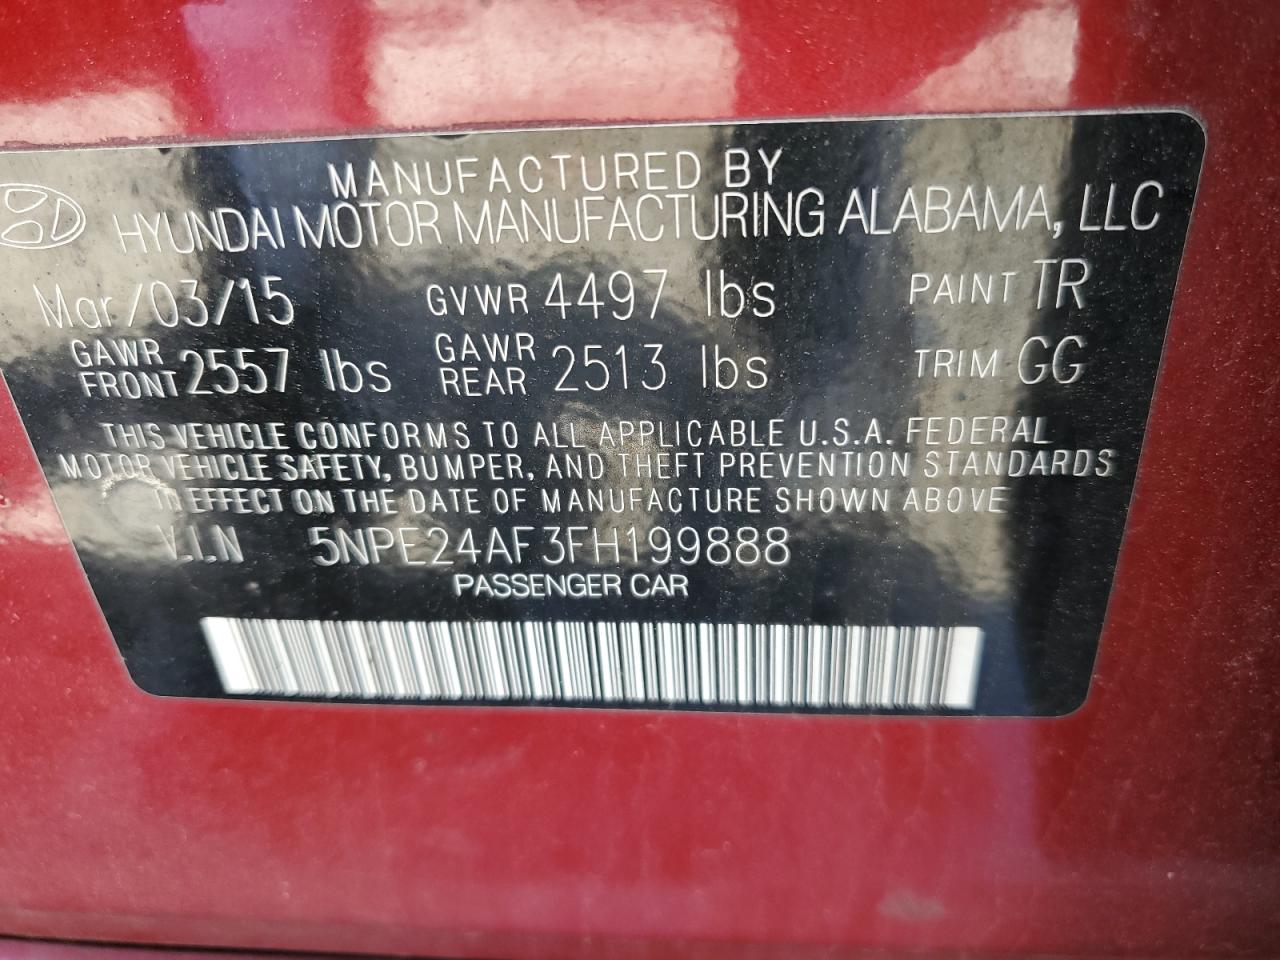 MANUFACTURED BY
HYUNDAI MOTOR MANUFACTURING ALABAMA, LLC
Mar/03/15 GVWR 4497 lbs PAINT TR
GAWR FRONT 2557 lbs GAWR REAR 2513 lbs TRIM GG
THIS VEHICLE CONFORMS TO ALL APPLICABLE U.S.A. FEDERAL
MOTOR VEHICLE SAFETY, BUMPER, AND THEFT PREVENTION STANDARDS
IN EFFECT ON THE DATE OF MANUFACTURE SHOWN ABOVE
V.I.N 5NPE24AF3FH199888
PASSENGER CAR